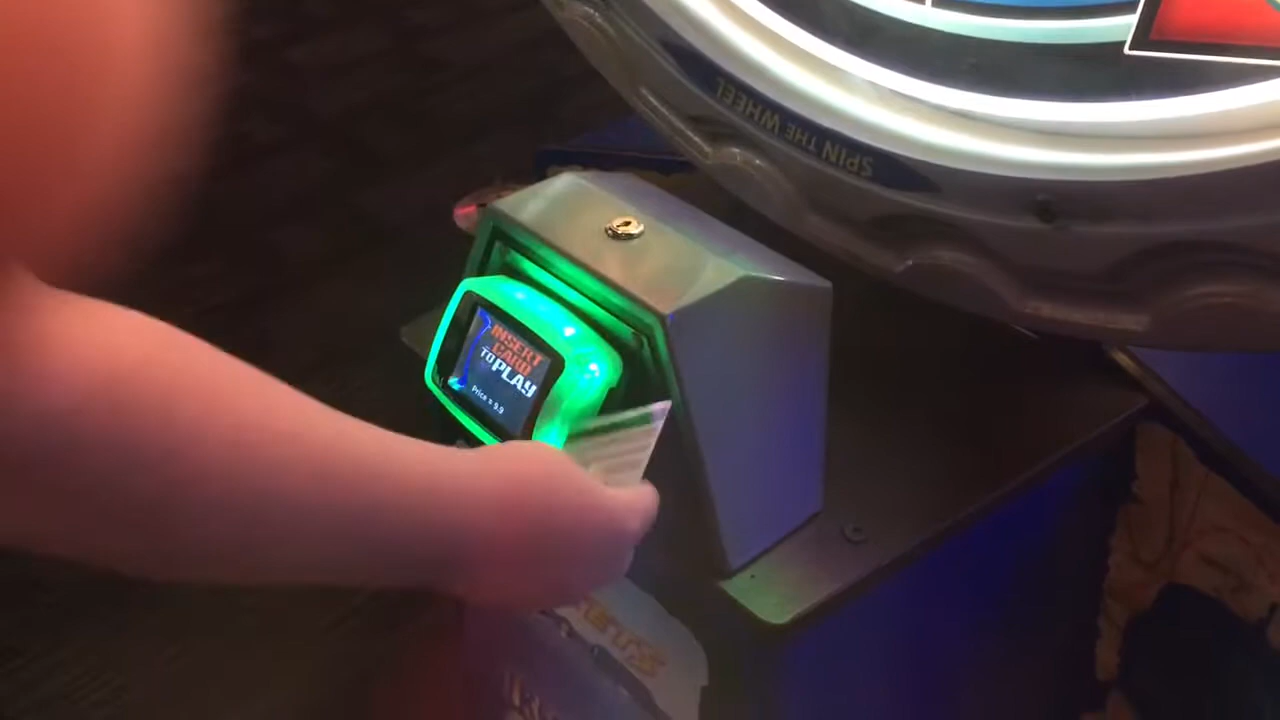 SPIN THE WHEEL
INSERT
CARD
TO PLAY
Price = 9.9